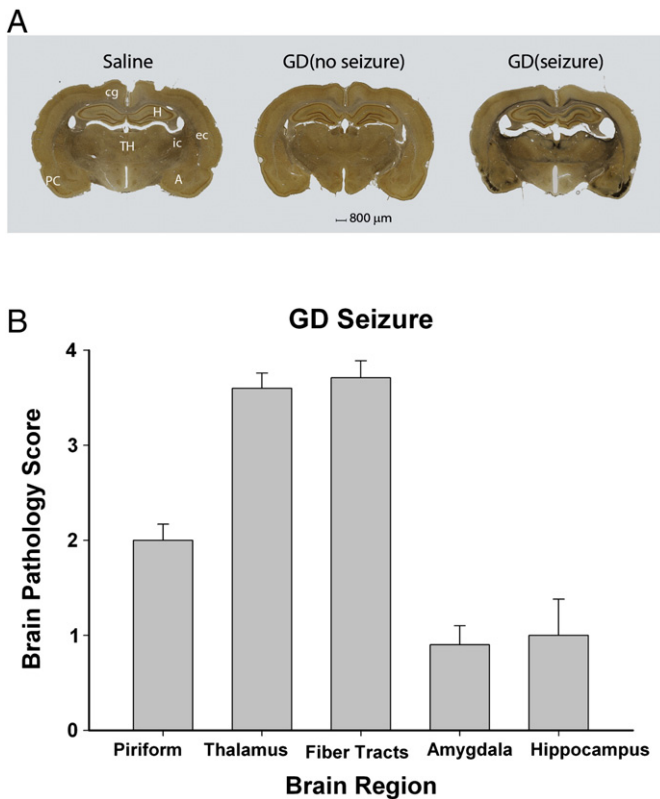 A
Saline GD(no seizure) GD(seizure)
cg
H
ec
TH ic
PC A
800 µm
B
GD Seizure
Brain Pathology Score
4
3
2
1
0
Piriform Thalamus Fiber Tracts Amygdala Hippocampus
Brain Region